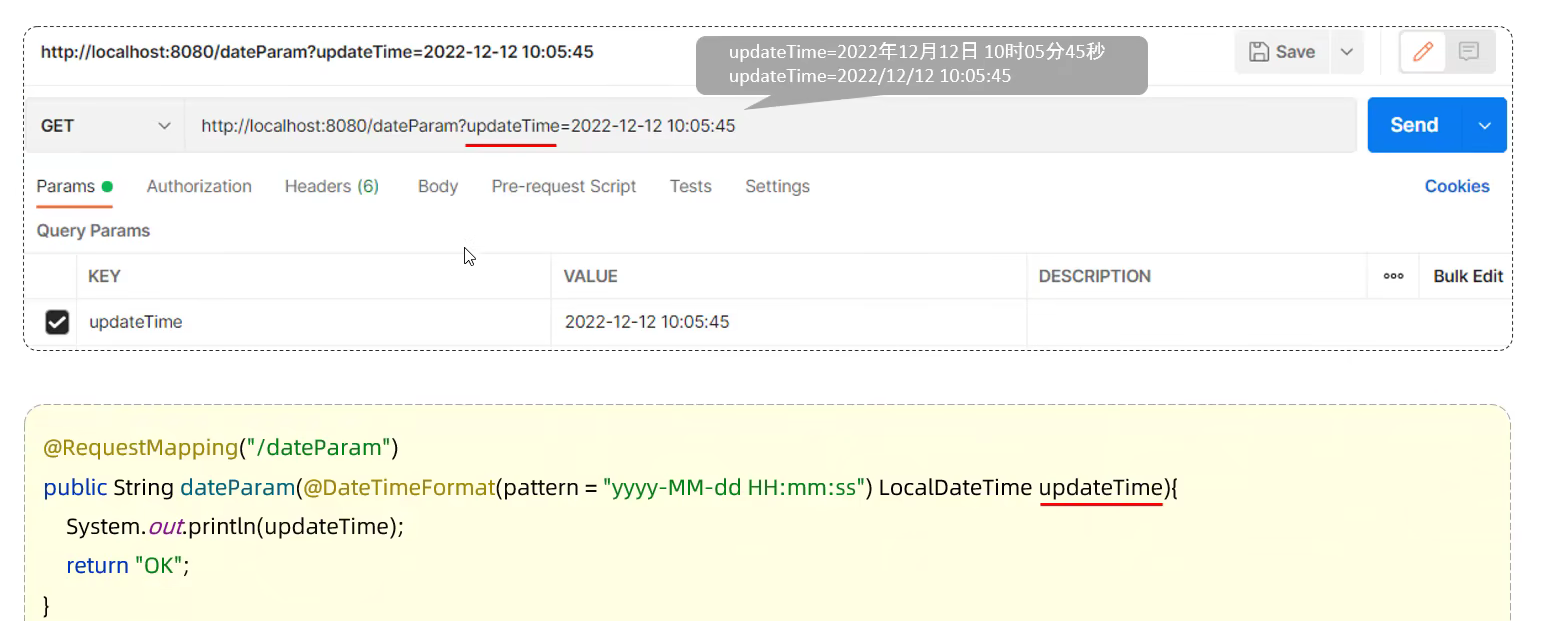 http://localhost:8080/dateParam?updateTime=2022-12-12 10:05:45
updateTime=2022年12月12日 10时05分45秒
updateTime=2022/12/12 10:05:45
Save
GET
http://localhost:8080/dateParam?updateTime=2022-12-12 10:05:45
Send
Params Authorization Headers (6) Body Pre-request Script Tests Settings Cookies
Query Params
KEY VALUE DESCRIPTION ooo Bulk Edit
updateTime 2022-12-12 10:05:45
@RequestMapping("/dateParam")
public String dateParam(@DateTimeFormat(pattern = "yyyy-MM-dd HH:mm:ss") LocalDateTime updateTime){
System.out.println(updateTime);
return "OK";
}